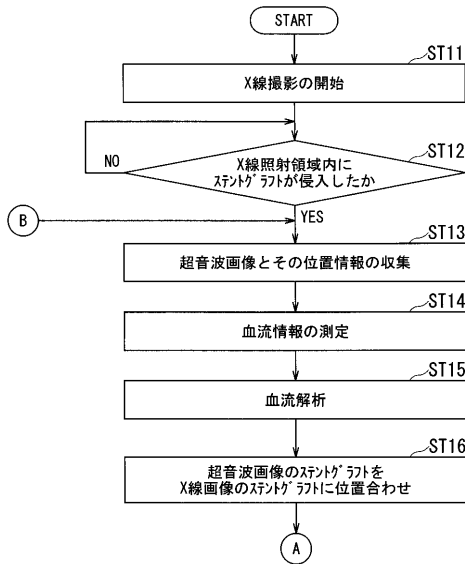 START
ST11
X線撮影の開始
ST12
X線照射領域内に
ｽﾃﾝﾄｸﾞﾗﾌﾄが侵入したか
NO
YES
B
ST13
超音波画像とその位置情報の収集
ST14
血流情報の測定
ST15
血流解析
ST16
超音波画像のｽﾃﾝﾄｸﾞﾗﾌﾄを
X線画像のｽﾃﾝﾄｸﾞﾗﾌﾄに位置合わせ
A